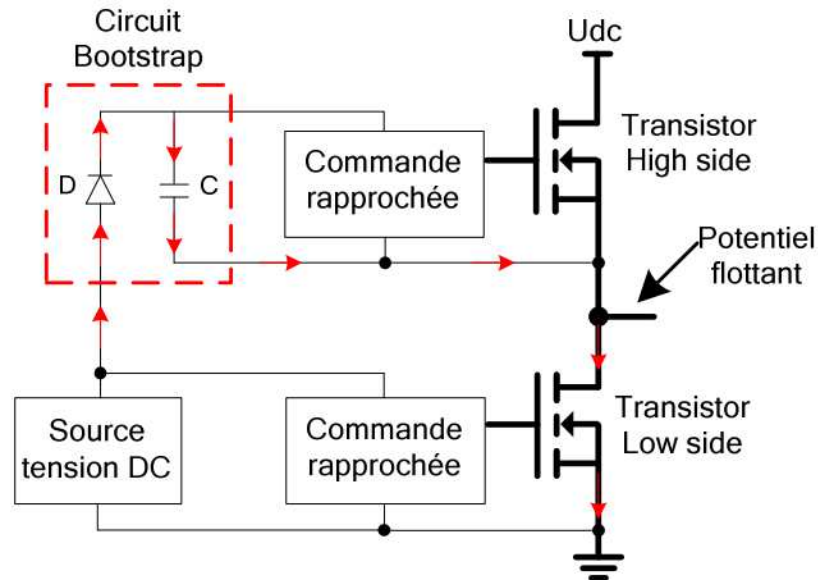 Circuit
Bootstrap
Udc
D
C
Commande
rapprochée
Transistor
High side
Potentiel
flottant
Source
tension DC
Commande
rapprochée
Transistor
Low side